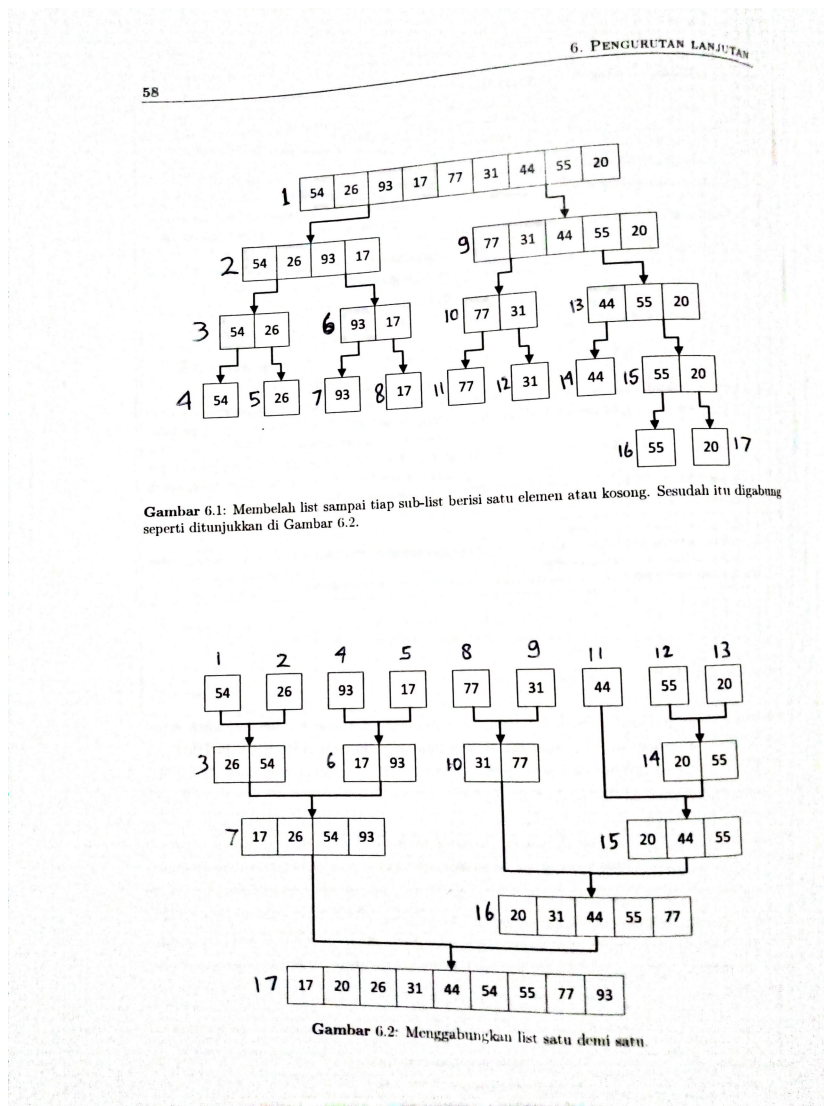 6. PENGURUTAN LANJUTAN
58
1 54 26 93 17 77 31 44 55 20
2 54 26 93 17 9 77 31 44 55 20
3 54 26 6 93 17 10 77 31 13 44 55 20
4 54 5 26 7 93 8 17 11 77 12 31 14 44 15 55 20
16 55 20 17
Gambar 6.1: Membelah list sampai tiap sub-list berisi satu elemen atau kosong. Sesudah itu digabung
seperti ditunjukkan di Gambar 6.2.
1 2 4 5 8 9 11 12 13
54 26 93 17 77 31 44 55 20
3 26 54 6 17 93 10 31 77 14 20 55
7 17 26 54 93 15 20 44 55
16 20 31 44 55 77
17 17 20 26 31 44 54 55 77 93
Gambar 6.2: Menggabungkan list satu demi satu.